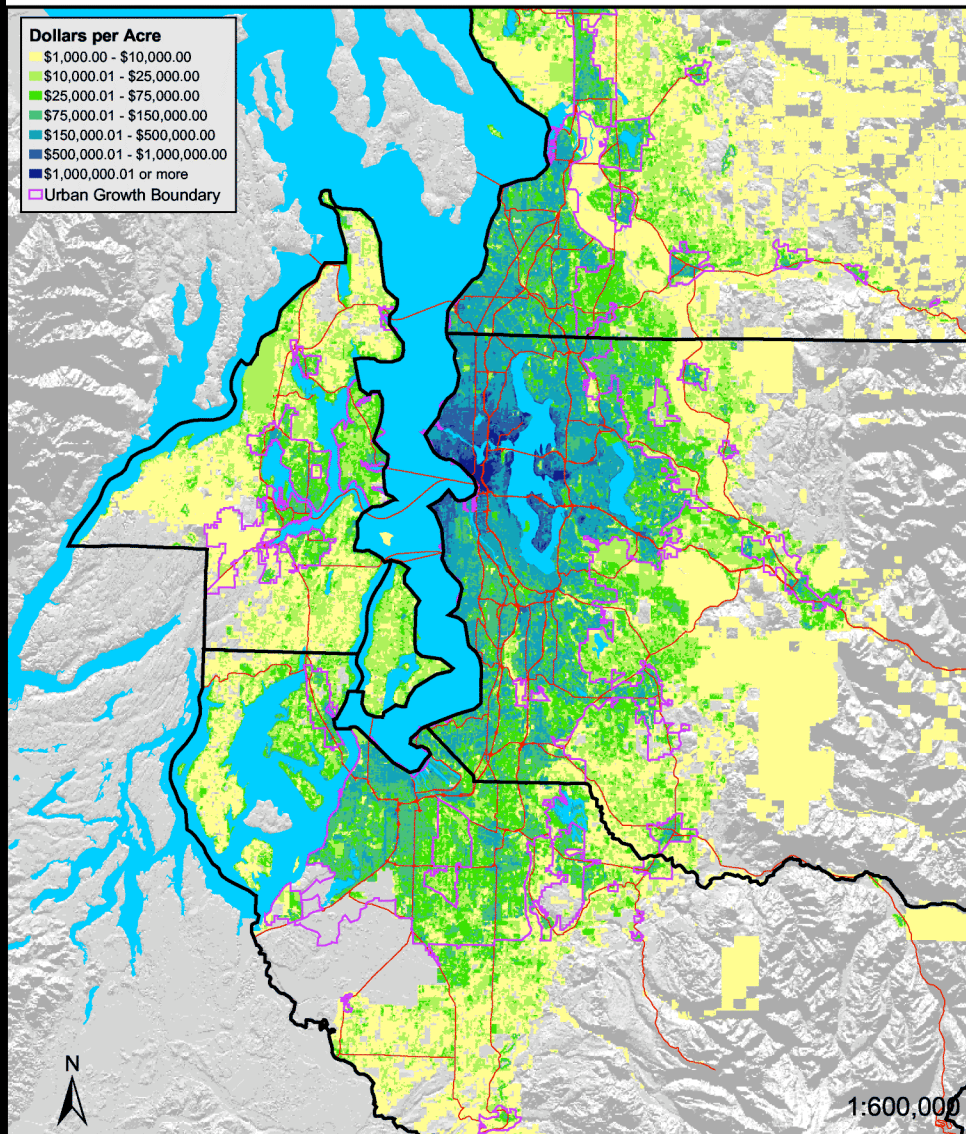 Dollars per Acre
$1,000.00 - $10,000.00
$10,000.01 - $25,000.00
$25,000.01 - $75,000.00
$75,000.01 - $150,000.00
$150,000.01 - $500,000.00
$500,000.01 - $1,000,000.00
$1,000,000.01 or more
Urban Growth Boundary
N
1:600,000